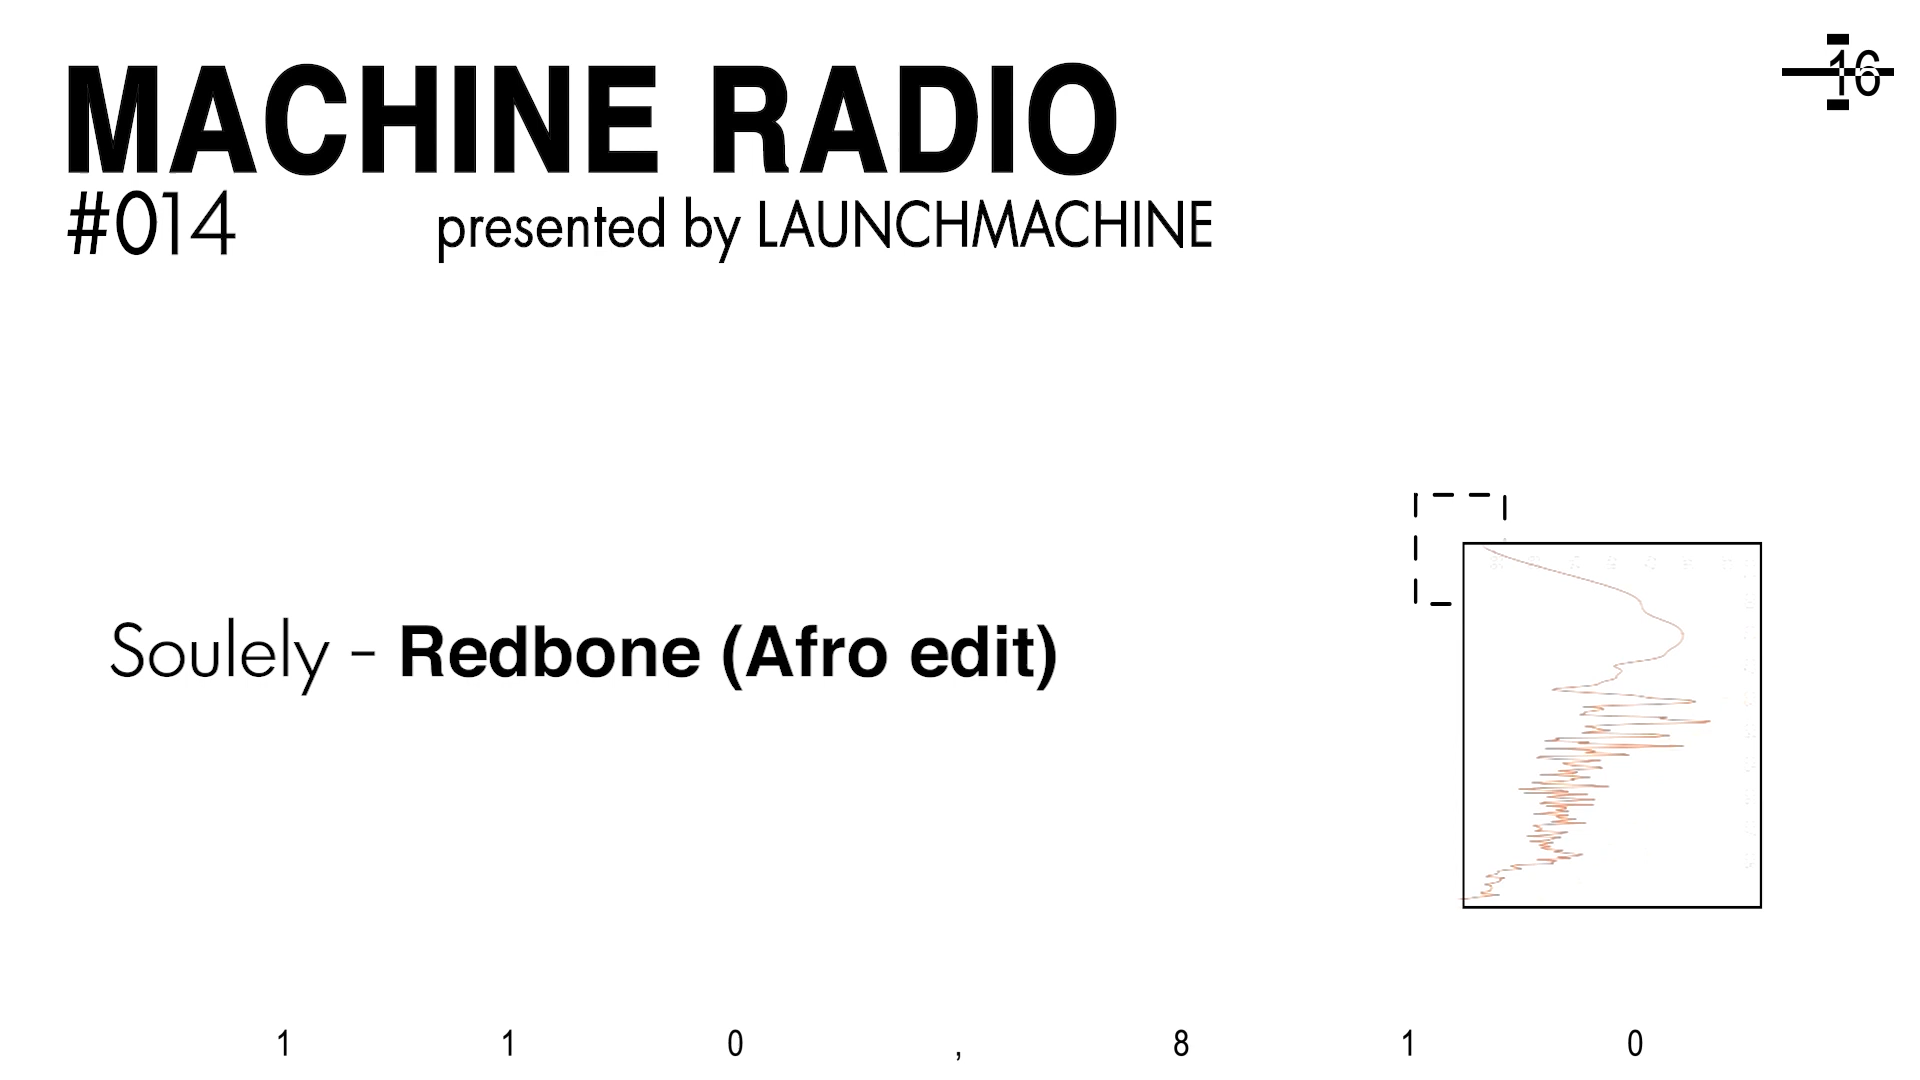 MACHINE RADIO
16
#014 presented by LAUNCHMACHINE
Soulely - Redbone (Afro edit)
1 1 0 , 8 1 0